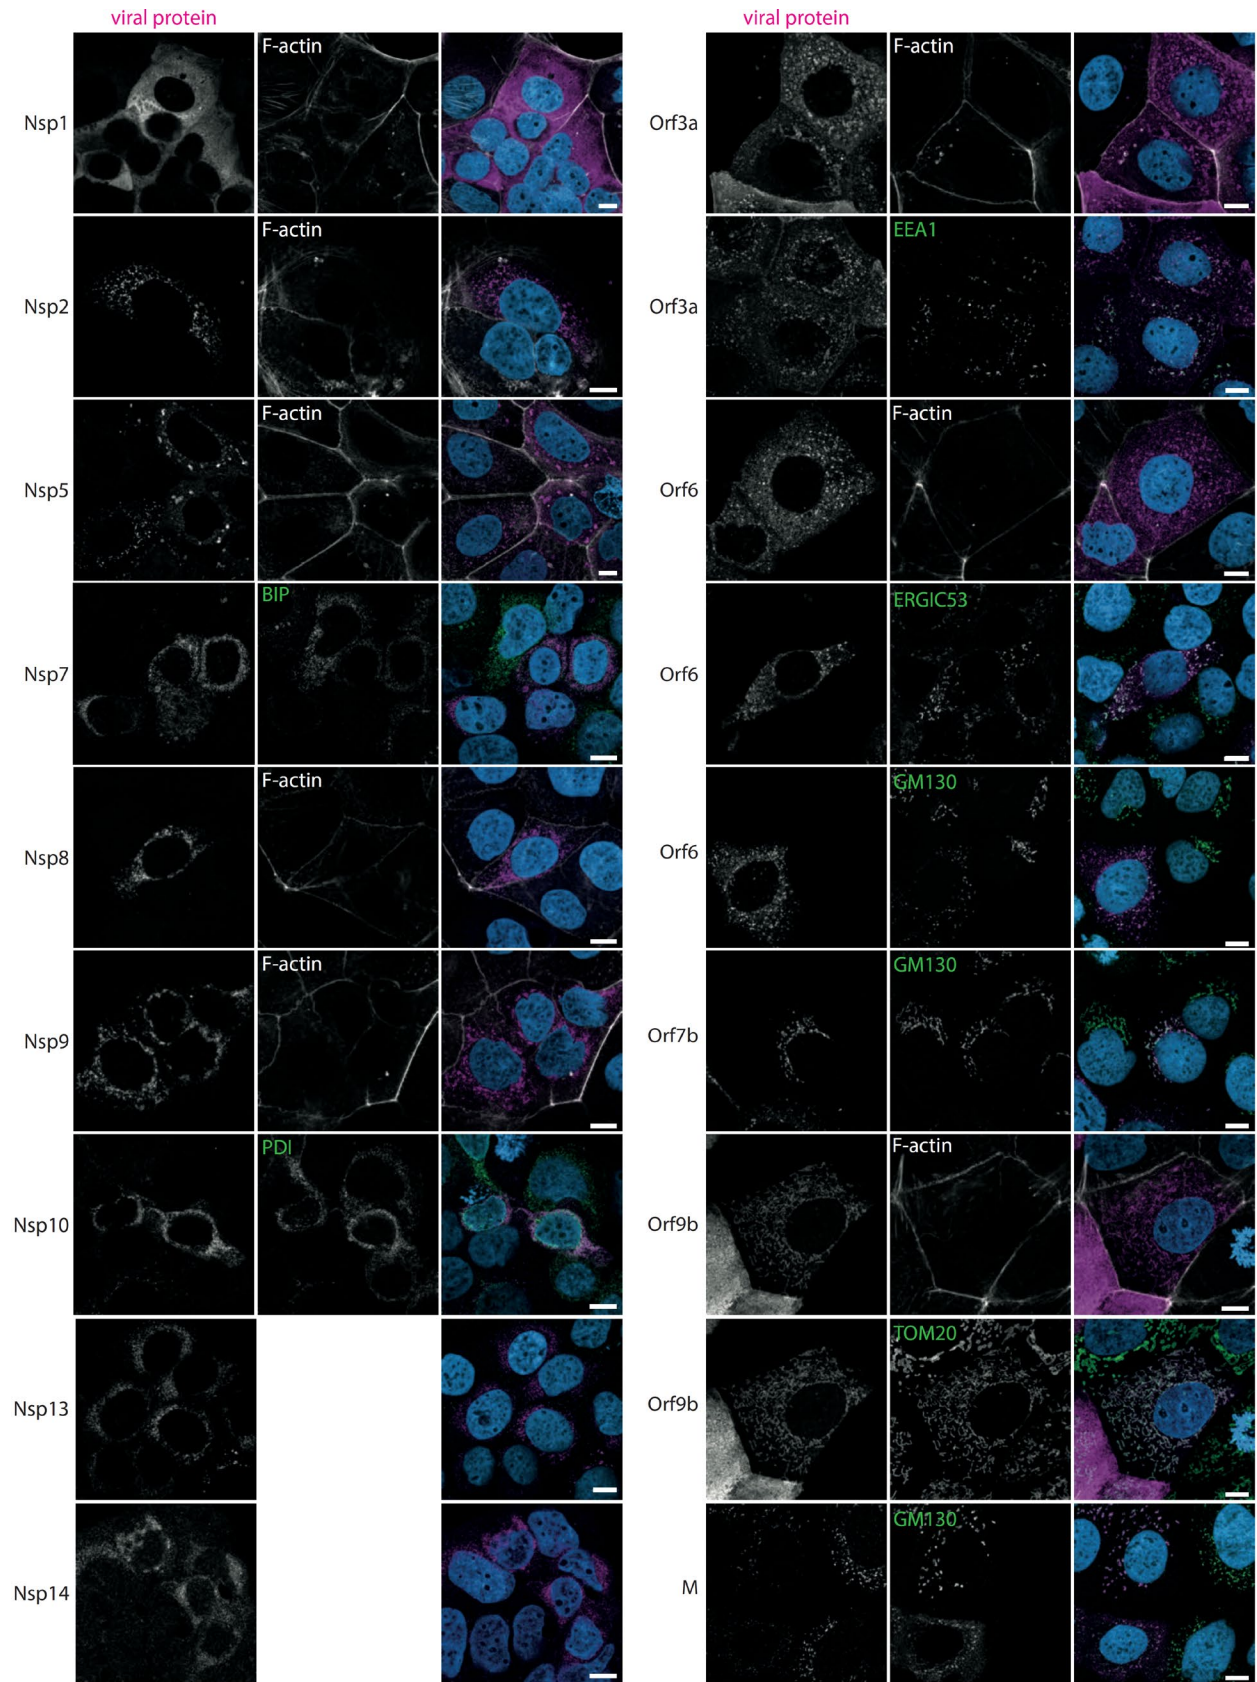 viral protein
Nsp1
F-actin
Nsp2
F-actin
Nsp5
F-actin
Nsp7
BIP
Nsp8
F-actin
Nsp9
F-actin
Nsp10
PDI
Nsp13
Nsp14
viral protein
Orf3a
F-actin
Orf3a
EEA1
Orf6
F-actin
Orf6
ERGIC53
Orf6
GM130
Orf7b
GM130
Orf9b
F-actin
Orf9b
TOM20
M
GM130